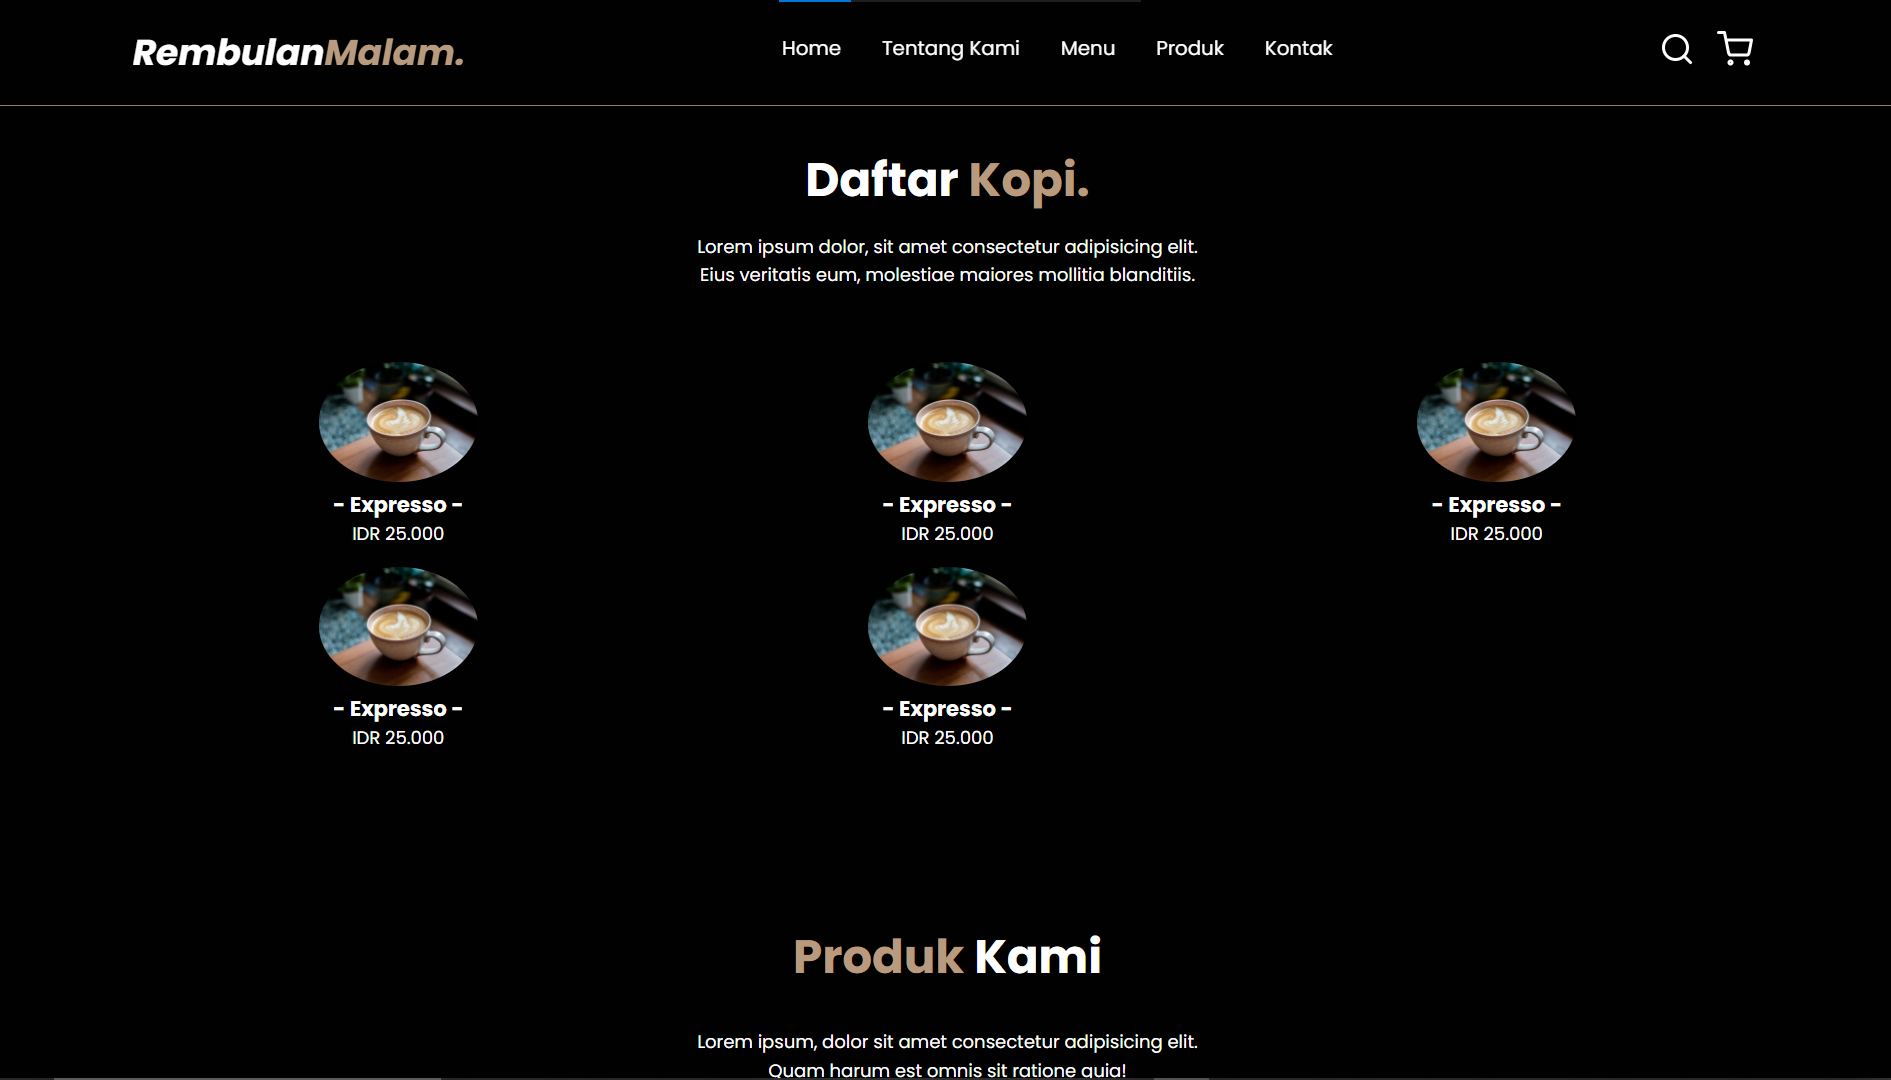 RembulanMalam.
Home Tentang Kami Menu Produk Kontak
Daftar Kopi.
Lorem ipsum dolor, sit amet consectetur adipisicing elit.
Eius veritatis eum, molestiae maiores mollitia blanditiis.
- Expresso -
IDR 25.000
- Expresso -
IDR 25.000
- Expresso -
IDR 25.000
- Expresso -
IDR 25.000
- Expresso -
IDR 25.000
Produk Kami
Lorem ipsum, dolor sit amet consectetur adipisicing elit.
Quam harum est omnis sit ratione quia!